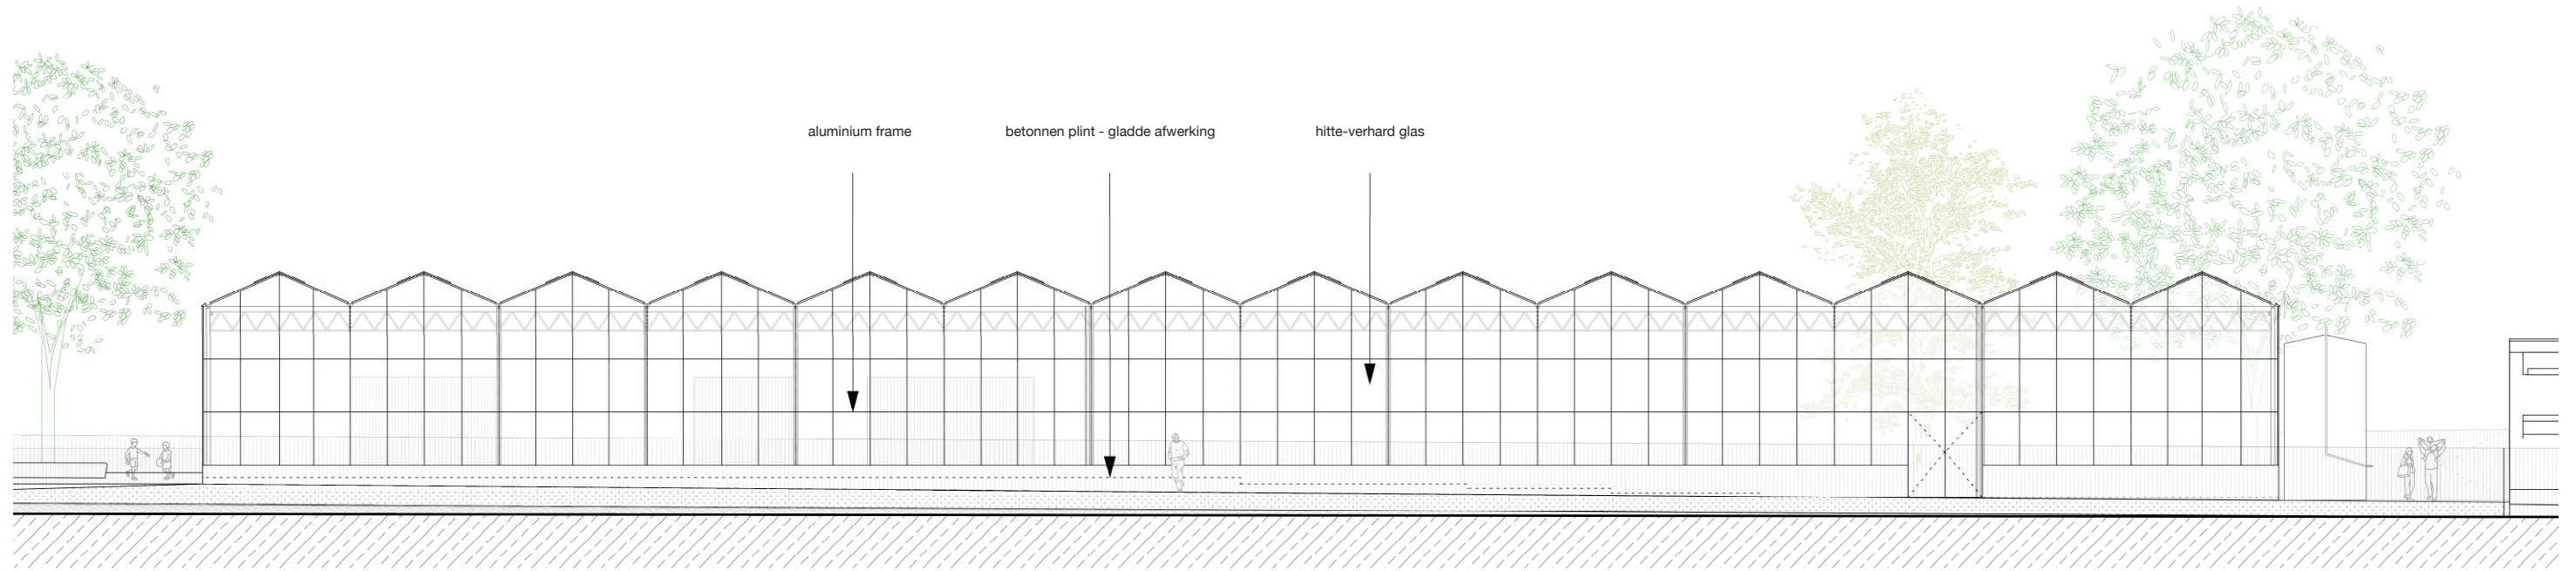 aluminium frame
betonnen plint - gladde afwerking
hitte-verhard glas